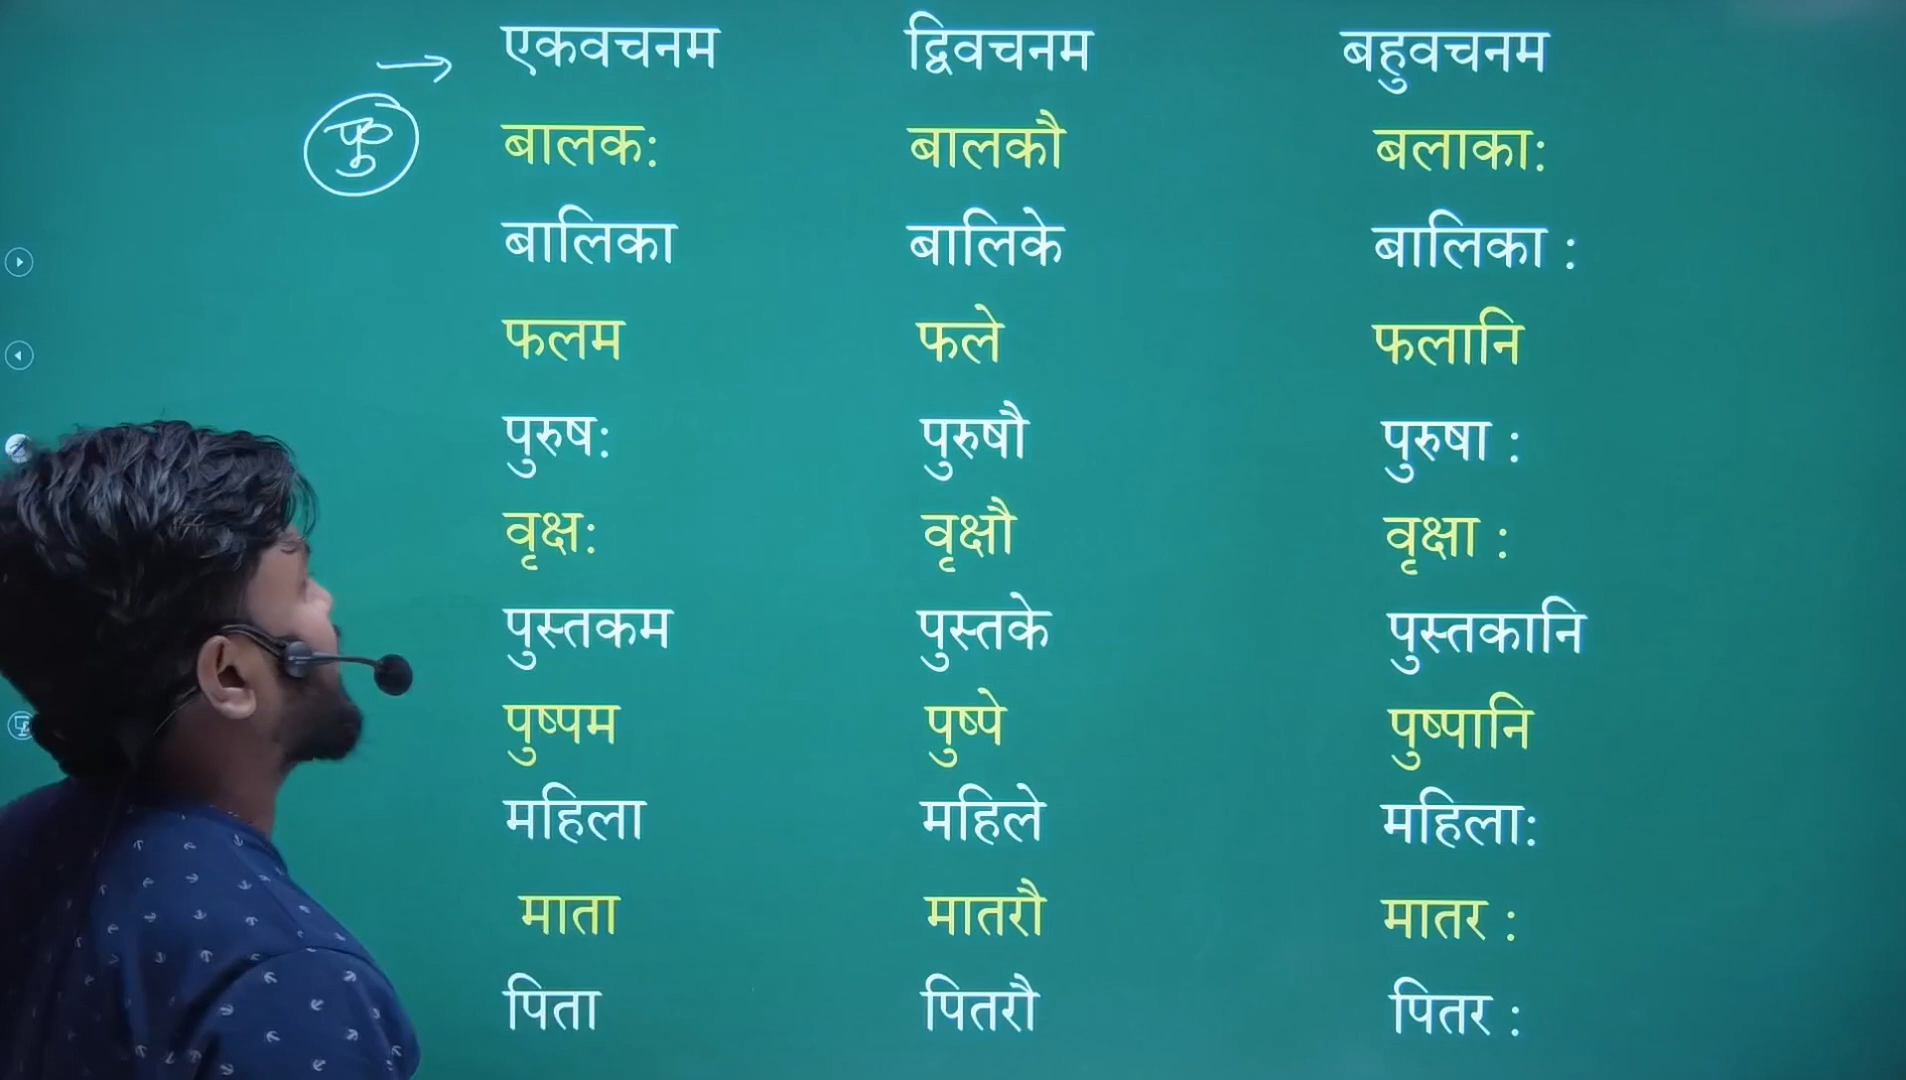 एकवचनम द्विवचनम बहुवचनम
पु
बालक: बालकौ बलाका:
बालिका बालिके बालिका :
फलम फले फलानि
पुरुष: पुरुषौ पुरुषा :
वृक्ष: वृक्षौ वृक्षा :
पुस्तकम पुस्तके पुस्तकानि
पुष्पम पुष्पे पुष्पानि
महिला महिले महिला:
माता मातरौ मातर :
पिता पितरौ पितर :